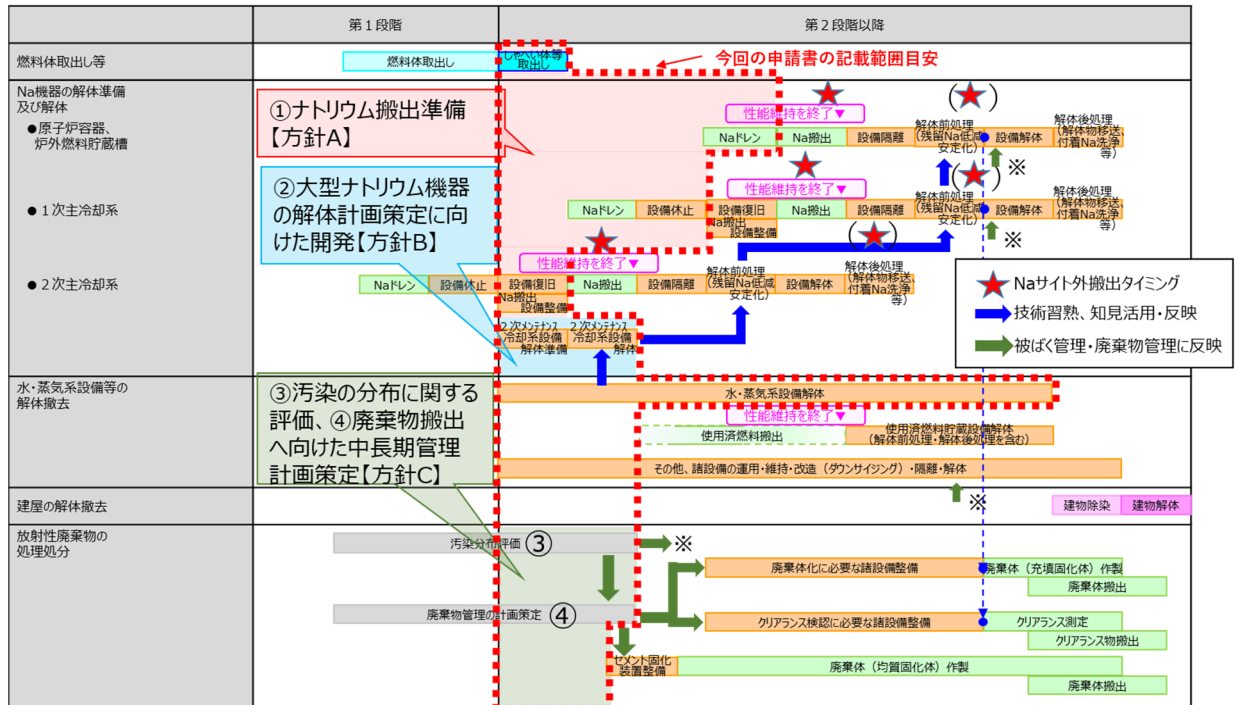 第1段階
第2段階以降
燃料体取出し等
燃料体取出し
しゃへい体等
取出し
今回の申請書の記載範囲目安
Na機器の解体準備
及び解体
●原子炉容器、
炉外燃料貯蔵槽
①ナトリウム搬出準備
【方針A】
性能維持を終了▼
( )
Naドレン
Na搬出
設備隔離
解体前処理
(残留Na低減
安定化)
設備解体
解体後処理
(解体物移送、
付着Na洗浄
等)
※
②大型ナトリウム機器
の解体計画策定に向
けた開発【方針B】
●1次主冷却系
性能維持を終了▼
( )
Naドレン
設備休止
設備復旧
Na搬出
設備整備
Na搬出
設備隔離
解体前処理
(残留Na低減
安定化)
設備解体
解体後処理
(解体物移送、
付着Na洗浄
等)
※
( )
●2次主冷却系
性能維持を終了▼
Naドレン
設備休止
設備復旧
Na搬出
設備整備
Na搬出
設備隔離
解体前処理
(残留Na低減
安定化)
設備解体
解体後処理
(解体物移送、
付着Na洗浄
等)
2次メンテナンス
冷却系設備
解体準備
2次メンテナンス
冷却系設備
解体
Naサイト外搬出タイミング
技術習熟、知見活用・反映
被ばく管理・廃棄物管理に反映
水・蒸気系設備等の
解体撤去
③汚染の分布に関する
評価、④廃棄物搬出
へ向けた中長期管理
計画策定【方針C】
水・蒸気系設備解体
性能維持を終了▼
使用済燃料搬出
使用済燃料貯蔵設備解体
(解体前処理・解体後処理を含む)
その他、諸設備の運用・維持・改造(ダウンサイジング)・隔離・解体
※
建屋の解体撤去
建物除染
建物解体
放射性廃棄物の
処理処分
汚染分布評価
③
※
廃棄体化に必要な諸設備整備
廃棄体(充填固化体)作製
廃棄体搬出
廃棄物管理の計画策定
④
クリアランス検認に必要な諸設備整備
クリアランス測定
クリアランス物搬出
セメント固化
装置整備
廃棄体(均質固化体)作製
廃棄体搬出